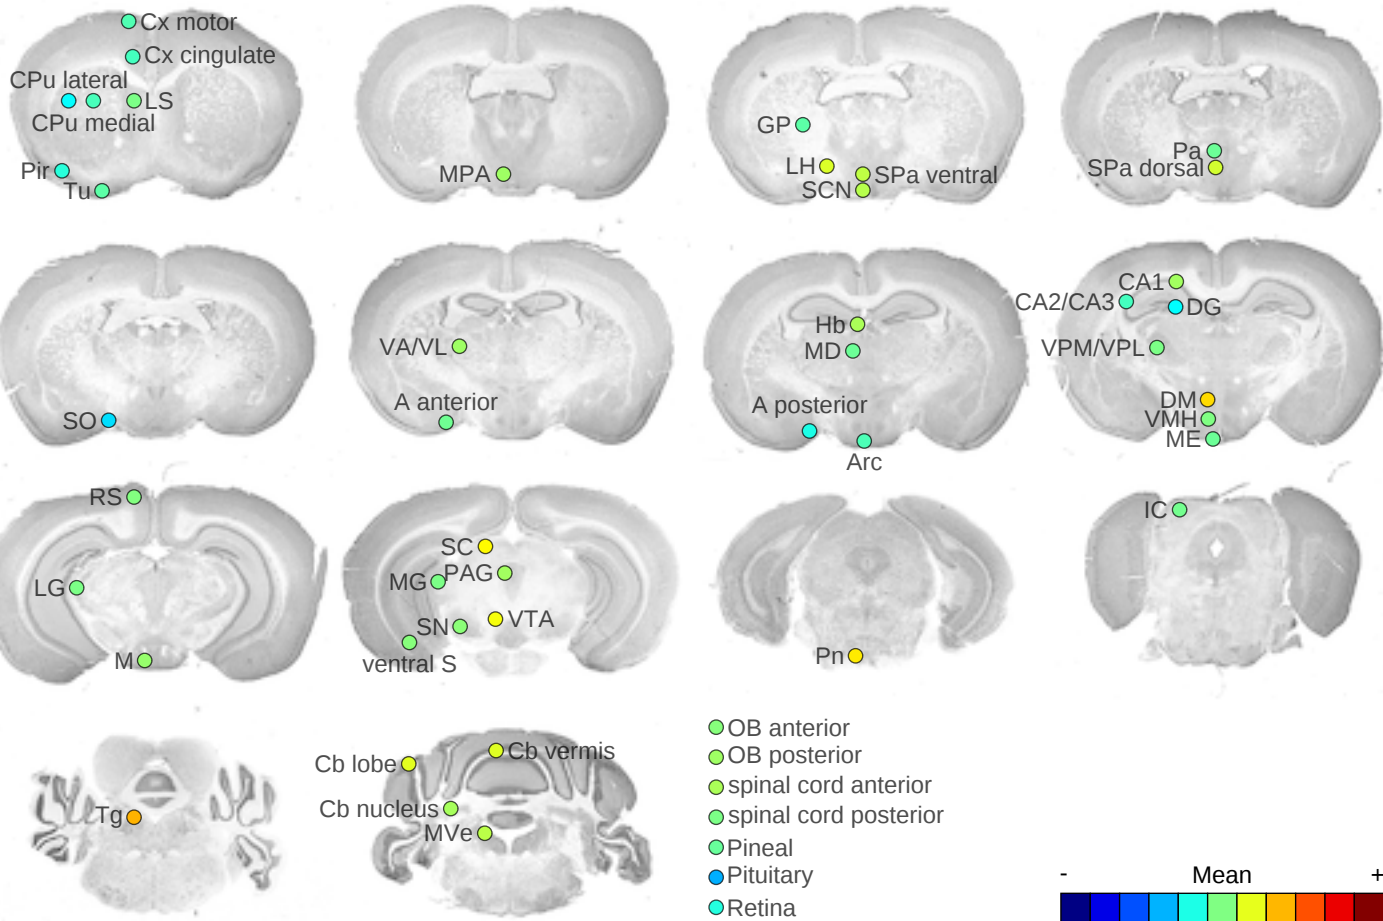 Cx motor
Cx cingulate
CPu lateral
LS
CPu medial
Pir
Tu
MPA
GP
LH
SPa ventral
SCN
Pa
SPa dorsal
SO
VA/VL
A anterior
Hb
MD
A posterior
Arc
CA1
CA2/CA3
DG
VPM/VPL
DM
VMH
ME
RS
LG
M
SC
PAG
MG
VTA
SN
ventral S
Pn
IC
Tg
Cb vermis
Cb lobe
Cb nucleus
MVe
OB anterior
OB posterior
spinal cord anterior
spinal cord posterior
Pineal
Pituitary
Retina
- Mean +